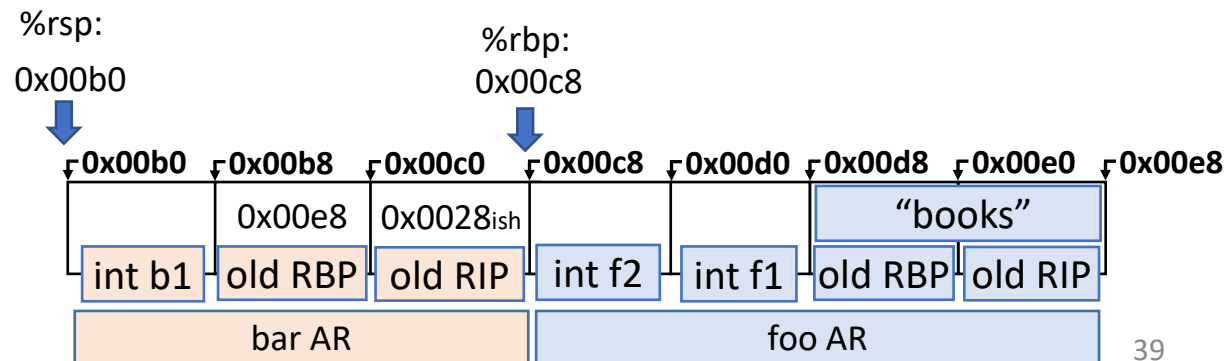 %rsp:
0x00b0
%rbp:
0x00c8
0x00b0 0x00b8 0x00c0 0x00c8 0x00d0 0x00d8 0x00e0 0x00e8
0x00e8 0x0028ish “books”
int b1 old RBP old RIP int f2 int f1 old RBP old RIP
bar AR foo AR
39